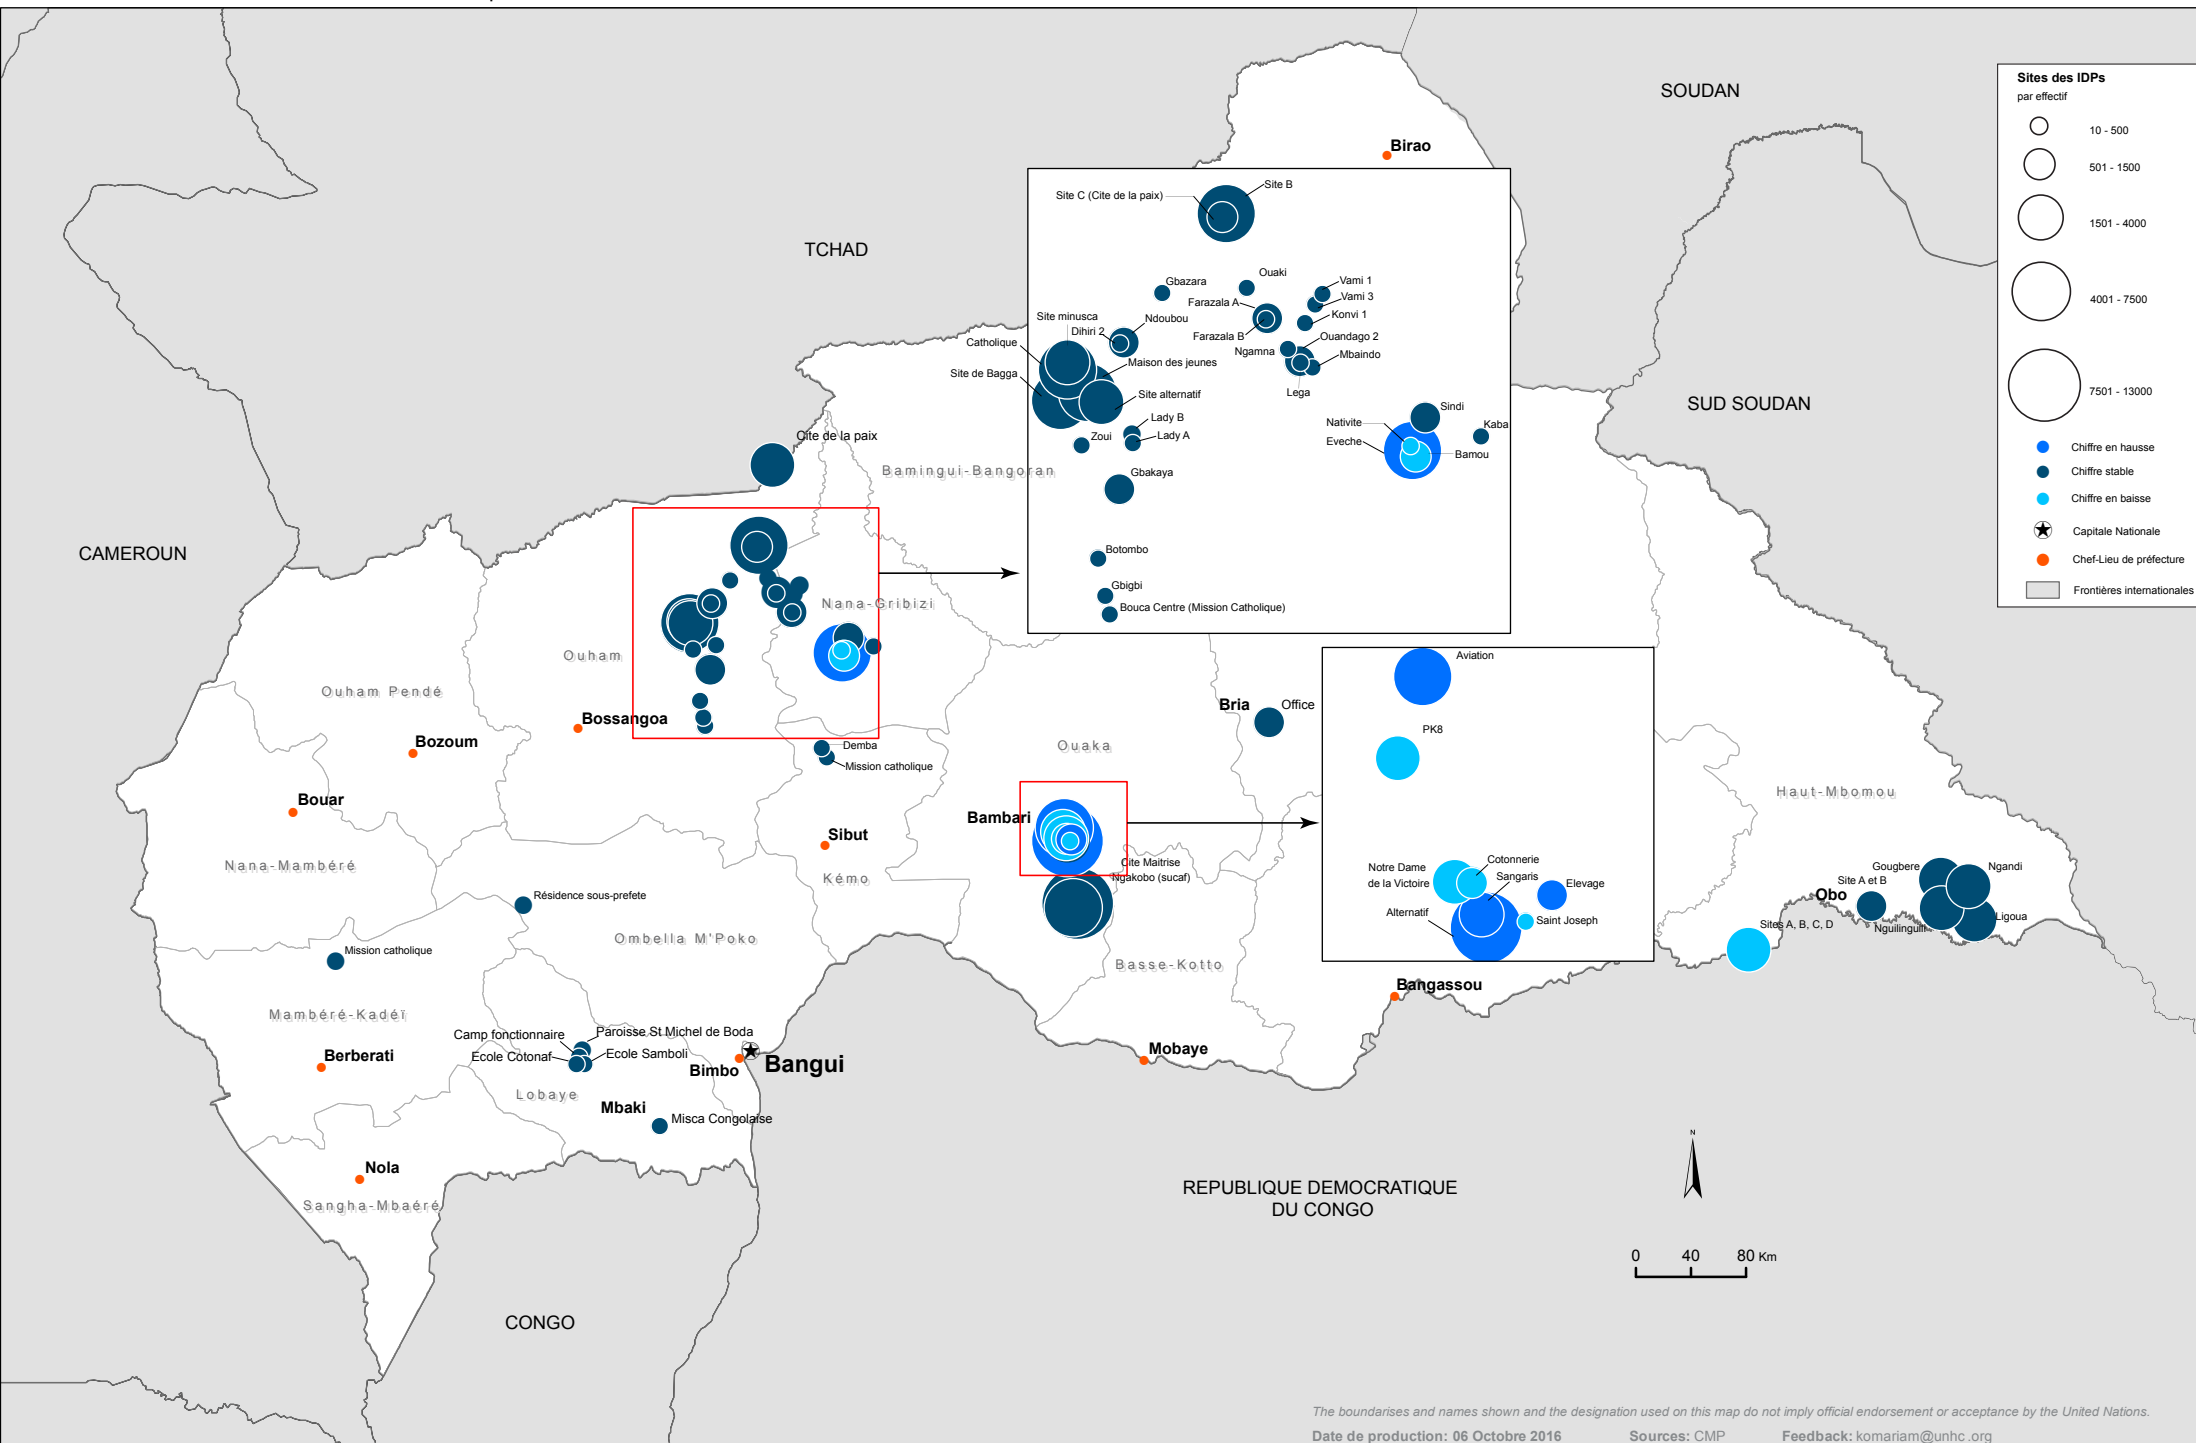 SOUDAN
Birao
TCHAD
SUD SOUDAN
CAMEROUN
Sites des IDPs
par effectif
10 - 500
501 - 1500
1501 - 4000
4001 - 7500
7501 - 13000
Chiffre en hausse
Chiffre stable
Chiffre en baisse
Capitale Nationale
Chef-Lieu de préfecture
Frontières internationales
Site C (Cite de la paix)
Site B
Gbazara
Ouaki
Vami 1
Vami 3
Farazala A
Konvi 1
Farazala B
Site minusca
Ndoubou
Dihiri 2
Ouandago 2
Ngamna
Mbaindo
Catholique
Maison des jeunes
Site de Bagga
Site alternatif
Lega
Lady B
Lady A
Zoui
Sindi
Nativite
Kaba
Eveche
Bamou
Gbakaya
Botombo
Gbigbi
Bouca Centre (Mission Catholique)
Cite de la paix
Bamingui-Bangoran
Nana-Gribizi
Ouham
Ouham Pendé
Bossangoa
Bozoum
Bouar
Nana-Mambéré
Demba
Mission catholique
Sibut
Kémo
Ouaka
Bria
Office
Bambari
Cite Maitrise
Ngakobo (sucaf)
Aviation
PK8
Notre Dame
de la Victoire
Cotonnerie
Sangaris
Elevage
Alternatif
Saint Joseph
Haut-Mbomou
Gougbere
Ngandi
Site A et B
Obo
Nguilinguili
Ligoua
Sites A, B, C, D
Résidence sous-prefete
Mission catholique
Ombella M'Poko
Basse-Kotto
Bangassou
Mobaye
Mambéré-Kadéï
Berberati
Camp fonctionnaire
Paroisse St Michel de Boda
Ecole Cotonaf
Ecole Samboli
Bimbo
Bangui
Lobaye
Mbaki
Misca Congolaise
Nola
Sangha-Mbaéré
REPUBLIQUE DEMOCRATIQUE
DU CONGO
CONGO
N
0 40 80 Km
The boundarises and names shown and the designation used on this map do not imply official endorsement or acceptance by the United Nations.
Date de production: 06 Octobre 2016 Sources: CMP Feedback: komariam@unhc.org